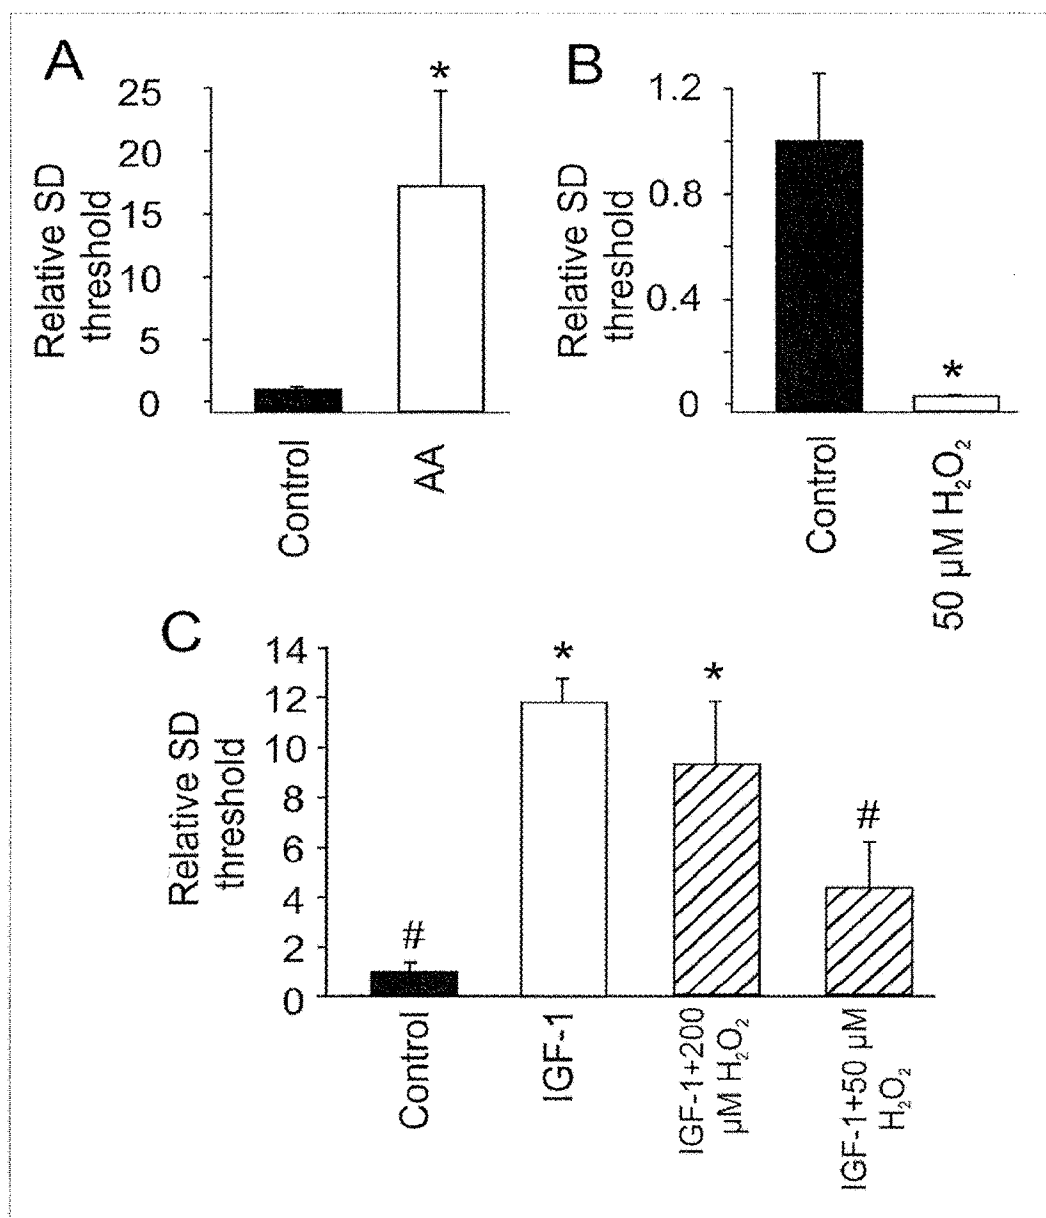 A
Relative SD
threshold
25
20
15
10
5
0
*
Control
AA
B
Relative SD
threshold
1.2
0.8
0.4
0
*
Control
50 µM H₂O₂
C
Relative SD
threshold
14
12
10
8
6
4
2
0
#
*
*
#
Control
IGF-1
IGF-1+200
µM H₂O₂
IGF-1+50 µM
H₂O₂